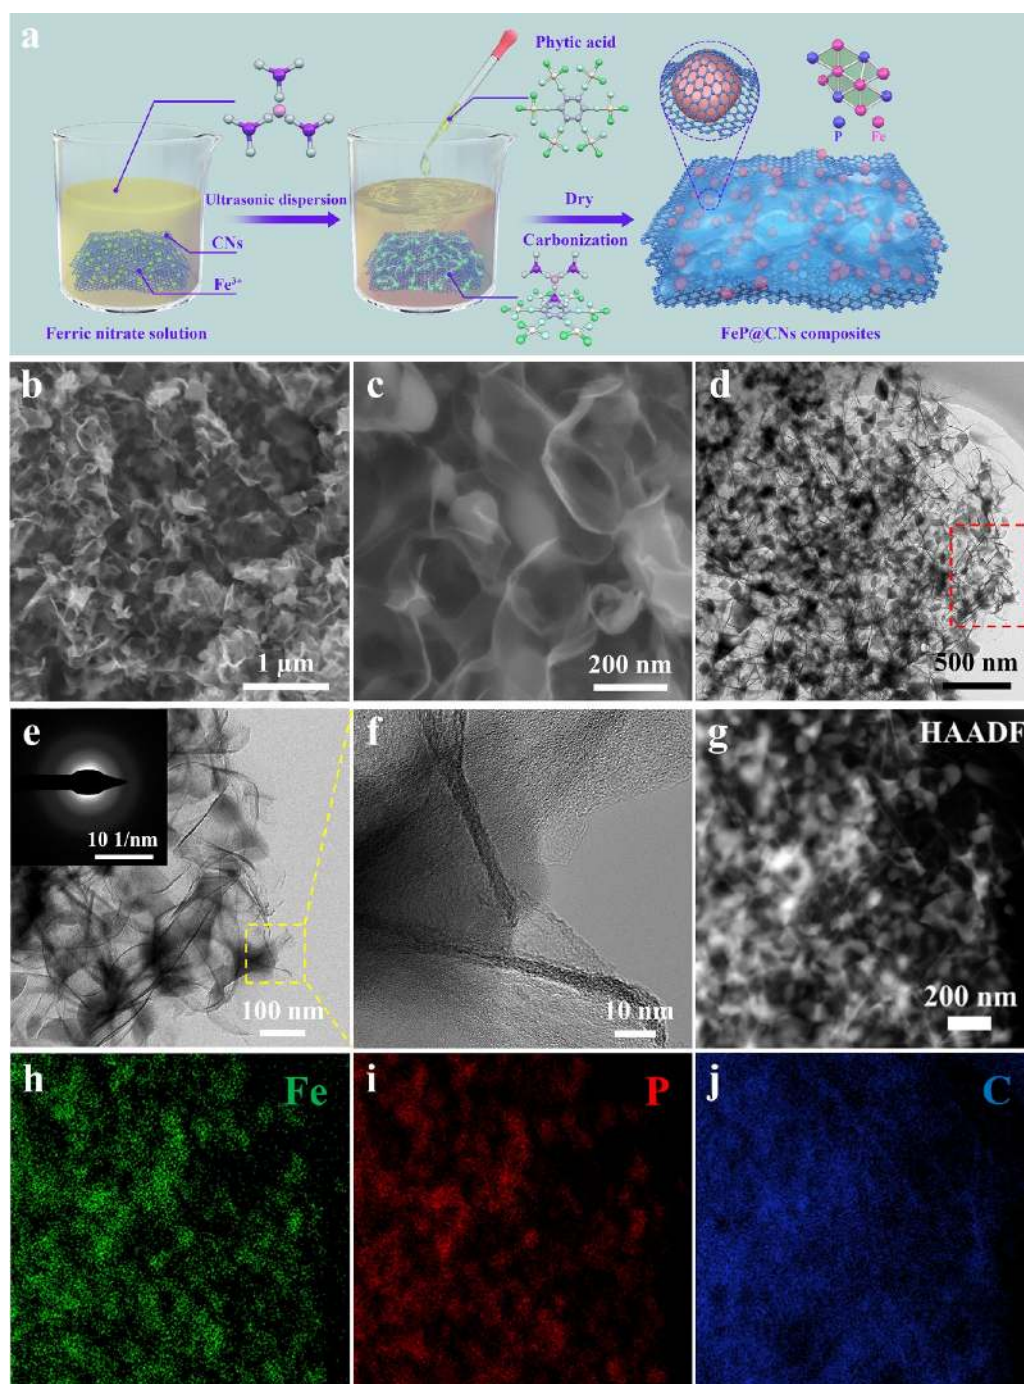 a
Phytic acid
P Fe
Ultrasonic dispersion
Dry
CNs
Carbonization
Fe³⁺
Ferric nitrate solution
FeP@CNs composites
b
1 μm
c
200 nm
d
500 nm
e
10 1/nm
100 nm
f
10 nm
g
HAADF
200 nm
h
Fe
i
P
j
C